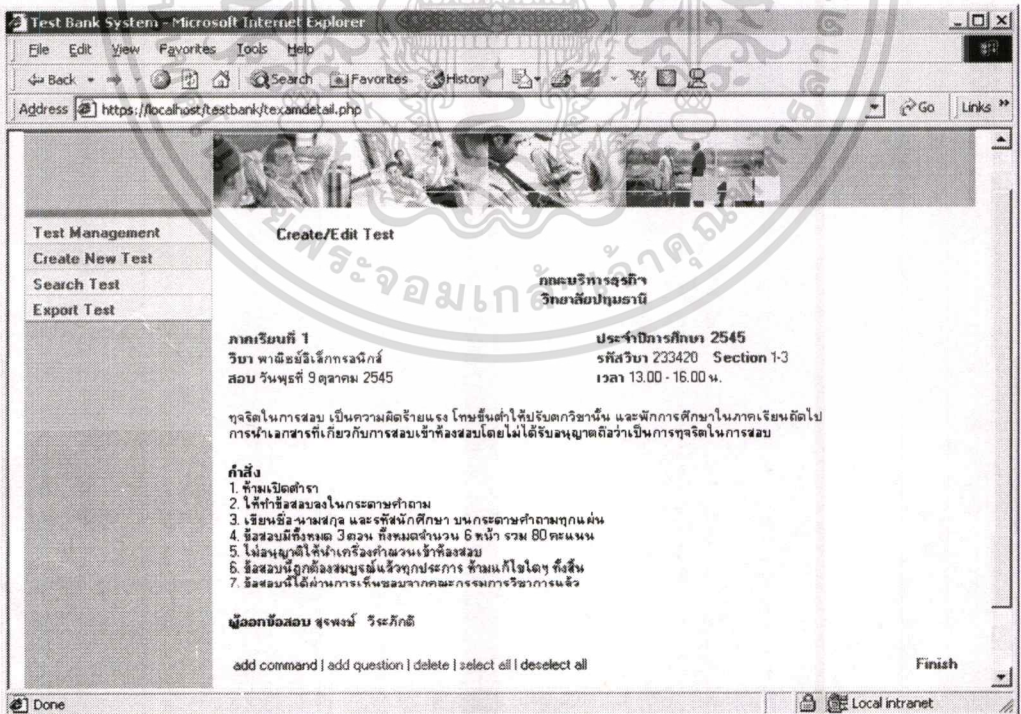 Test Bank System - Microsoft Internet Explorer
File Edit View Favorites Tools Help
Back Search Favorites History
Address https://localhost/testbank/texamdetail.php Go Links »
Test Management
Create New Test
Search Test
Export Test
Create/Edit Test
คณะบริหารธุรกิจ
วิทยาลัยปทุมธานี
ภาคเรียนที่ 1 ประจำปีการศึกษา 2545
วิชา พาณิชย์อิเล็กทรอนิกส์ รหัสวิชา 233420 Section 1-3
สอบ วันพุธที่ 9 ตุลาคม 2545 เวลา 13.00 - 16.00 น.
ทุจริตในการสอบ เป็นความผิดร้ายแรง โทษขั้นต่ำให้ปรับตกวิชานั้น และพักการศึกษาในภาคเรียนถัดไป
การนำเอกสารที่เกี่ยวกับการสอบเข้าห้องสอบโดยไม่ได้รับอนุญาตถือว่าเป็นการทุจริตในการสอบ
คำสั่ง
1. ห้ามเปิดตำรา
2. ให้ทำข้อสอบลงในกระดาษคำถาม
3. เขียนชื่อ-นามสกุล และรหัสนักศึกษา บนกระดาษคำถามทุกแผ่น
4. ข้อสอบมีทั้งหมด 3 ตอน ทั้งหมดจำนวน 6 หน้า รวม 80 คะแนน
5. ไม่อนุญาติให้นำเครื่องคำนวนเข้าห้องสอบ
6. ข้อสอบนี้ถูกต้องสมบูรณ์แล้วทุกประการ ห้ามแก้ไขใดๆ ทั้งสิ้น
7. ข้อสอบนี้ได้ผ่านการเห็นชอบจากคณะกรรมการวิชาการแล้ว
ผู้ออกข้อสอบ สุรพงษ์ วีระภักดี
add command | add question | delete | select all | deselect all Finish
Done Local intranet